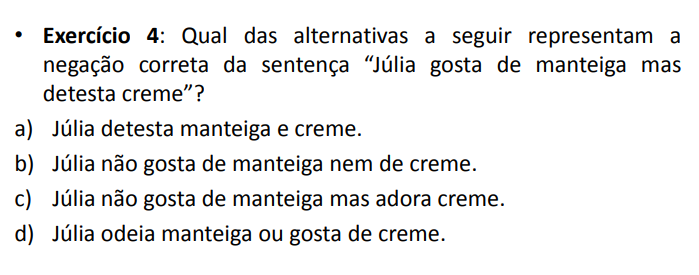 • Exercício 4: Qual das alternativas a seguir representam a
negação correta da sentença “Júlia gosta de manteiga mas
detesta creme”?
a) Júlia detesta manteiga e creme.
b) Júlia não gosta de manteiga nem de creme.
c) Júlia não gosta de manteiga mas adora creme.
d) Júlia odeia manteiga ou gosta de creme.